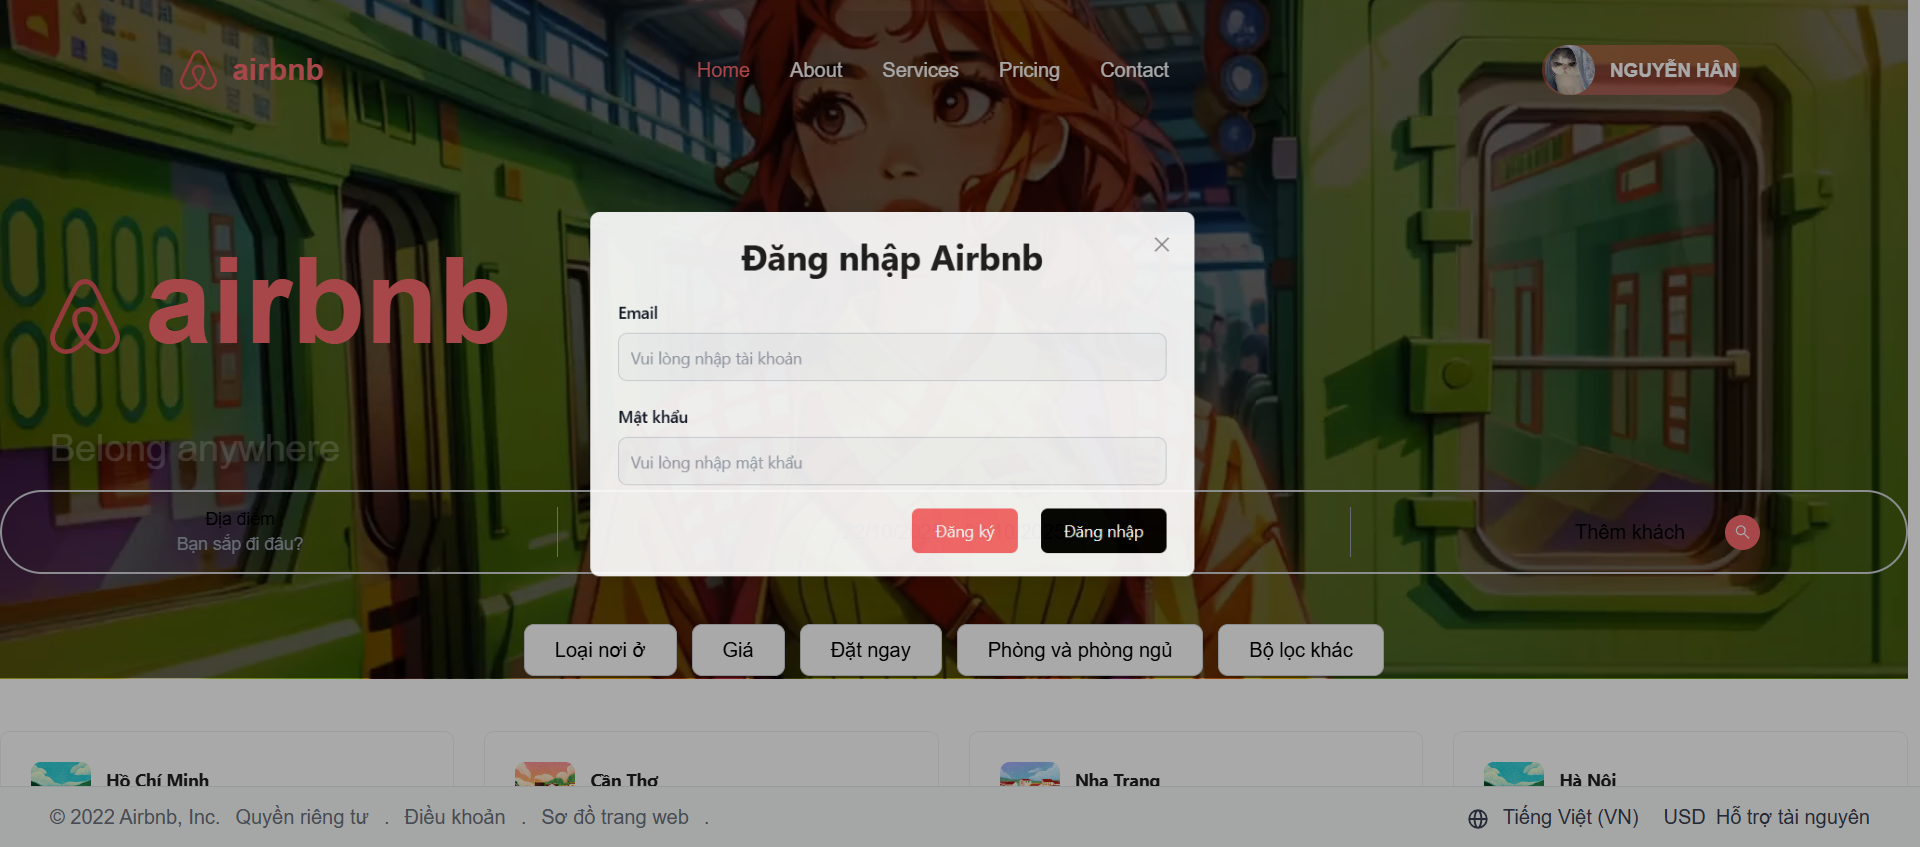 airbnb
Home
About
Services
Pricing
Contact
NGUYỄN HÂN
airbnb
Belong anywhere
Đăng nhập Airbnb
Email
Vui lòng nhập tài khoản
Mật khẩu
Vui lòng nhập mật khẩu
Đăng ký
Đăng nhập
Địa điểm
Bạn sắp đi đâu?
Thêm khách
Loại nơi ở
Giá
Đặt ngay
Phòng và phòng ngủ
Bộ lọc khác
Hồ Chí Minh
Cần Thơ
Nha Trang
Hà Nội
© 2022 Airbnb, Inc. Quyền riêng tư . Điều khoản . Sơ đồ trang web .
Tiếng Việt (VN) USD Hỗ trợ tài nguyên